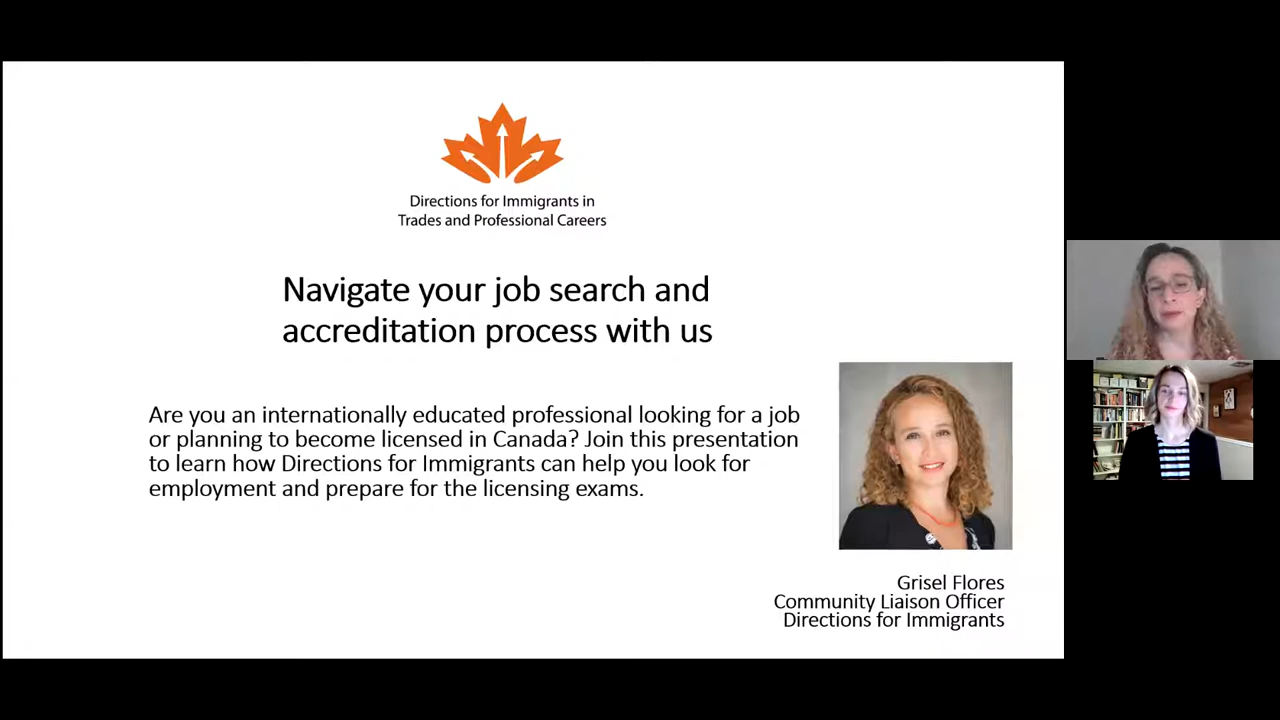 Directions for Immigrants in
Trades and Professional Careers
Navigate your job search and
accreditation process with us
Are you an internationally educated professional looking for a job
or planning to become licensed in Canada? Join this presentation
to learn how Directions for Immigrants can help you look for
employment and prepare for the licensing exams.
Grisel Flores
Community Liaison Officer
Directions for Immigrants